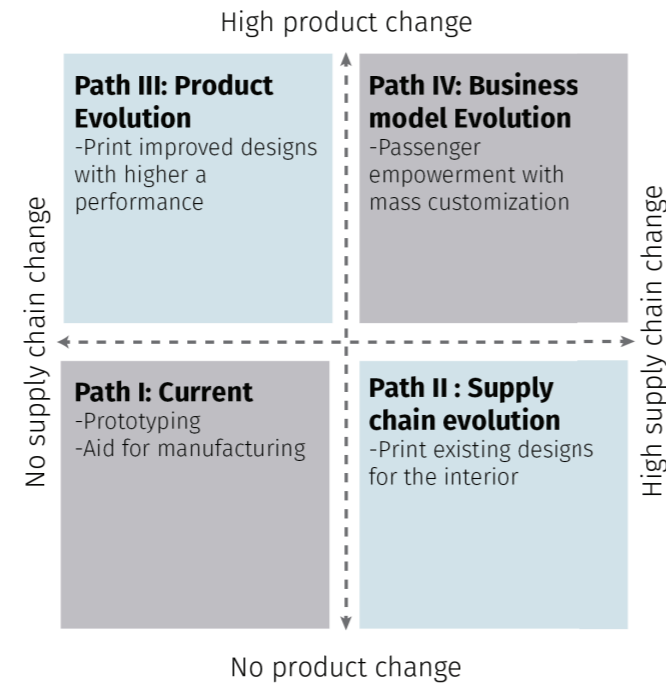 High product change
Path III: Product
Evolution
-Print improved designs
with higher a
performance
Path IV: Business
model Evolution
-Passenger
empowerment with
mass customization
No supply chain change
High supply chain change
Path I: Current
-Prototyping
-Aid for manufacturing
Path II : Supply
chain evolution
-Print existing designs
for the interior
No product change